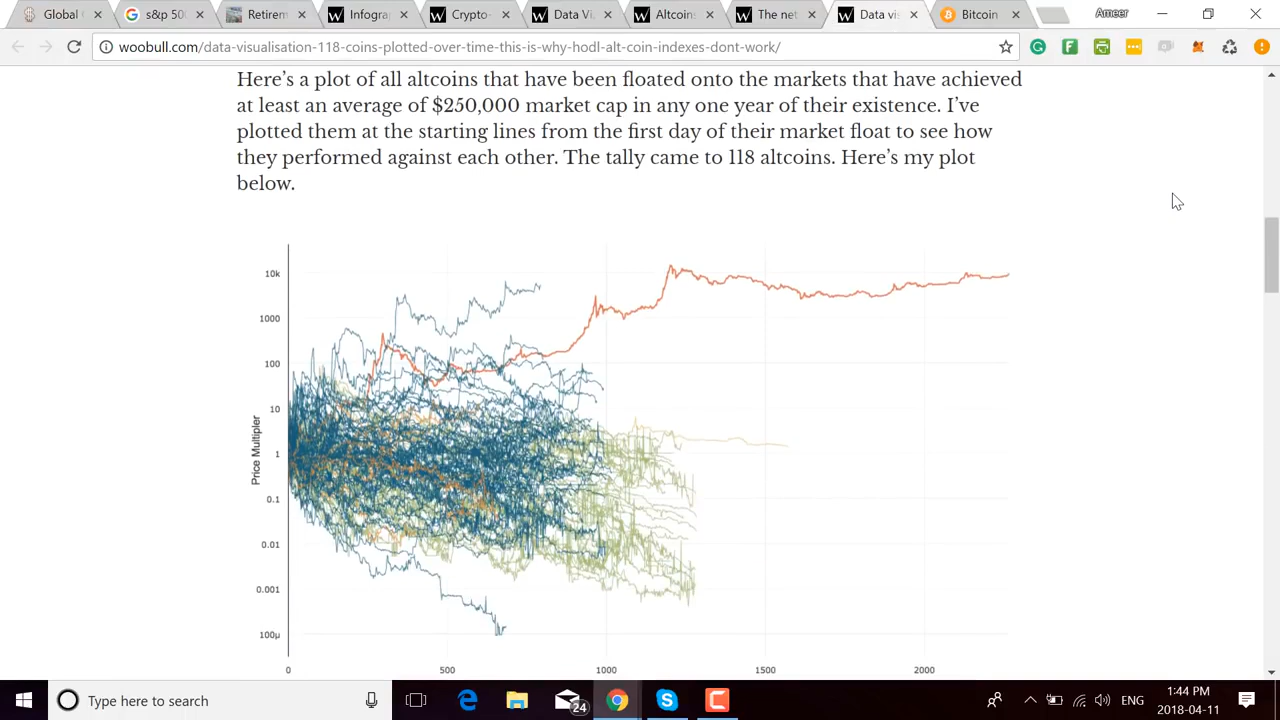 Global
s&p 500
Retirem
Infograp
Crypto-
Data Vi
Altcoins
The net
Data vis
Bitcoin
Ameer
woobull.com/data-visualisation-118-coins-plotted-over-time-this-is-why-hodl-alt-coin-indexes-dont-work/
Here's a plot of all altcoins that have been floated onto the markets that have achieved
at least an average of $250,000 market cap in any one year of their existence. I've
plotted them at the starting lines from the first day of their market float to see how
they performed against each other. The tally came to 118 altcoins. Here's my plot
below.
10k
1000
100
10
1
0.1
0.01
0.001
100µ
Price Multipler
0
500
1000
1500
2000
Type here to search
24
ENG
1:44 PM
2018-04-11